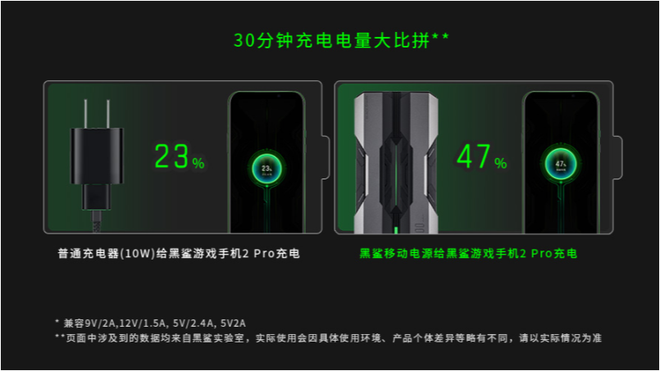 30分钟充电电量大比拼**
23%
23%
47%
47%
普通充电器(10W)给黑鲨游戏手机2 Pro充电
黑鲨移动电源给黑鲨游戏手机2 Pro充电
* 兼容9V/2A,12V/1.5A, 5V/2.4A, 5V2A
**页面中涉及到的数据均来自黑鲨实验室，实际使用会因具体使用环境、产品个体差异等略有不同，请以实际情况为准